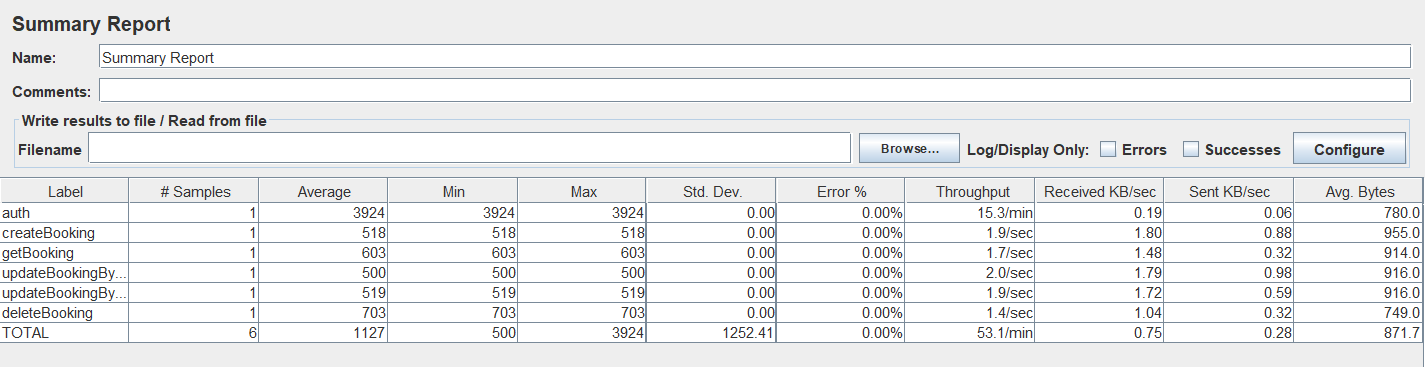 Summary Report
Name: Summary Report
Comments:
Write results to file / Read from file
Filename Browse... Log/Display Only: Errors Successes Configure
Label # Samples Average Min Max Std. Dev. Error % Throughput Received KB/sec Sent KB/sec Avg. Bytes
auth 1 3924 3924 3924 0.00 0.00% 15.3/min 0.19 0.06 780.0
createBooking 1 518 518 518 0.00 0.00% 1.9/sec 1.80 0.88 955.0
getBooking 1 603 603 603 0.00 0.00% 1.7/sec 1.48 0.32 914.0
updateBookingBy... 1 500 500 500 0.00 0.00% 2.0/sec 1.79 0.98 916.0
updateBookingBy... 1 519 519 519 0.00 0.00% 1.9/sec 1.72 0.59 916.0
deleteBooking 1 703 703 703 0.00 0.00% 1.4/sec 1.04 0.32 749.0
TOTAL 6 1127 500 3924 1252.41 0.00% 53.1/min 0.75 0.28 871.7